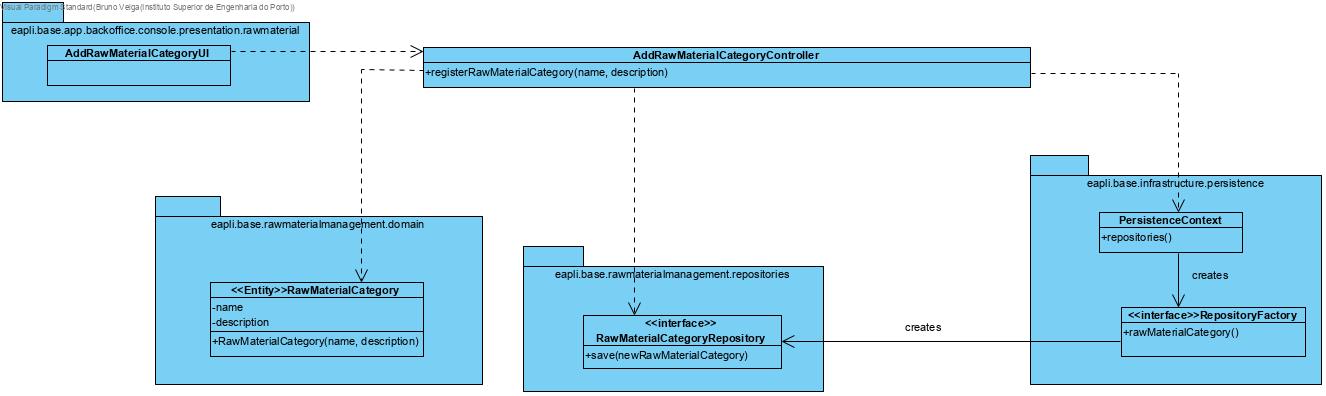 Visual Paradigm Standard(Bruno Veiga(Instituto Superior de Engenharia do Porto))
eapli.base.app.backoffice.console.presentation.rawmaterial
AddRawMaterialCategoryUI
AddRawMaterialCategoryController
+registerRawMaterialCategory(name, description)
eapli.base.infrastructure.persistence
PersistenceContext
+repositories()
creates
<<interface>>RepositoryFactory
+rawMaterialCategory()
eapli.base.rawmaterialmanagement.domain
<<Entity>>RawMaterialCategory
-name
-description
+RawMaterialCategory(name, description)
eapli.base.rawmaterialmanagement.repositories
<<interface>>
RawMaterialCategoryRepository
+save(newRawMaterialCategory)
creates